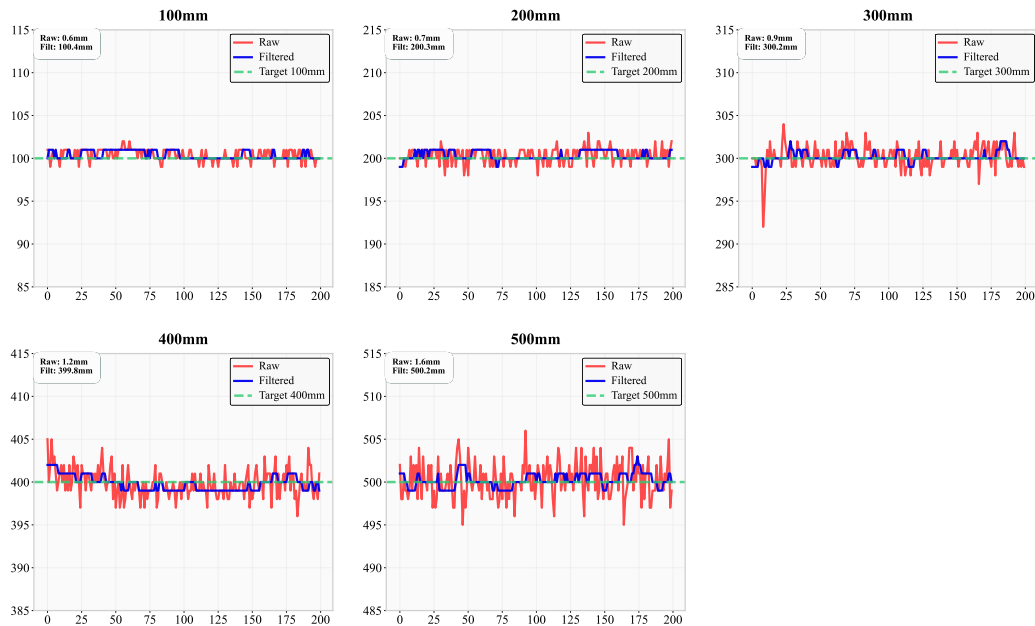 100mm
115
110
105
100
95
90
85
Raw: 0.6mm
Filt: 100.4mm
Raw
Filtered
Target 100mm
0 25 50 75 100 125 150 175 200
200mm
215
210
205
200
195
190
185
Raw: 0.7mm
Filt: 200.3mm
Raw
Filtered
Target 200mm
0 25 50 75 100 125 150 175 200
300mm
315
310
305
300
295
290
285
Raw: 0.9mm
Filt: 300.2mm
Raw
Filtered
Target 300mm
0 25 50 75 100 125 150 175 200
400mm
415
410
405
400
395
390
385
Raw: 1.2mm
Filt: 399.8mm
Raw
Filtered
Target 400mm
0 25 50 75 100 125 150 175 200
500mm
515
510
505
500
495
490
485
Raw: 1.6mm
Filt: 500.2mm
Raw
Filtered
Target 500mm
0 25 50 75 100 125 150 175 200